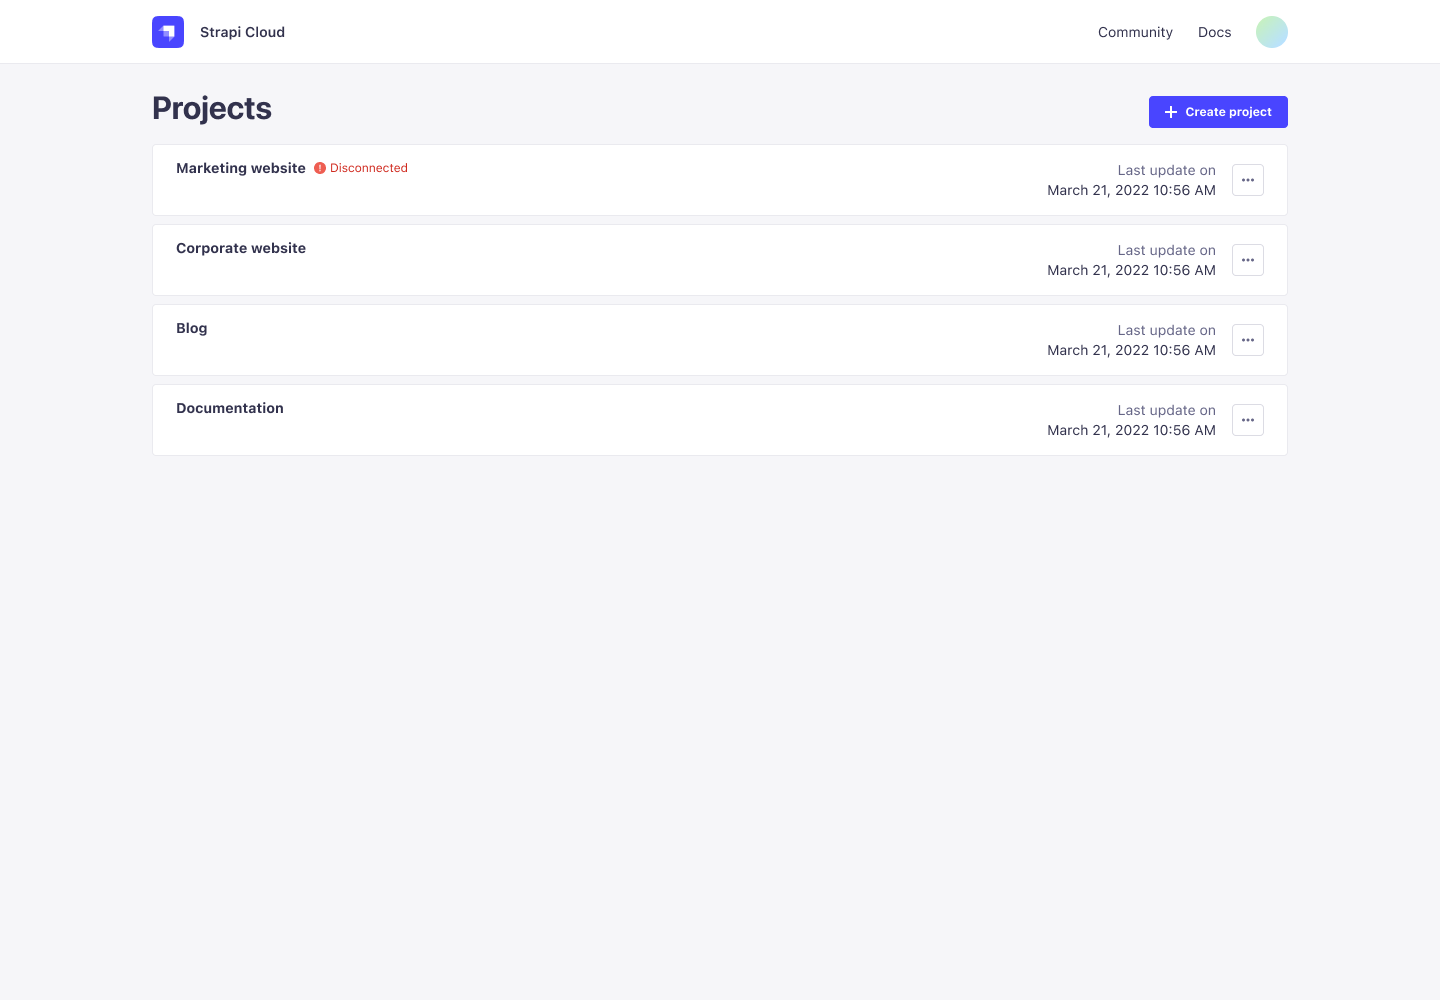 Strapi Cloud
Community
Docs
Projects
Create project
Marketing website
Disconnected
Last update on
March 21, 2022 10:56 AM
Corporate website
Last update on
March 21, 2022 10:56 AM
Blog
Last update on
March 21, 2022 10:56 AM
Documentation
Last update on
March 21, 2022 10:56 AM